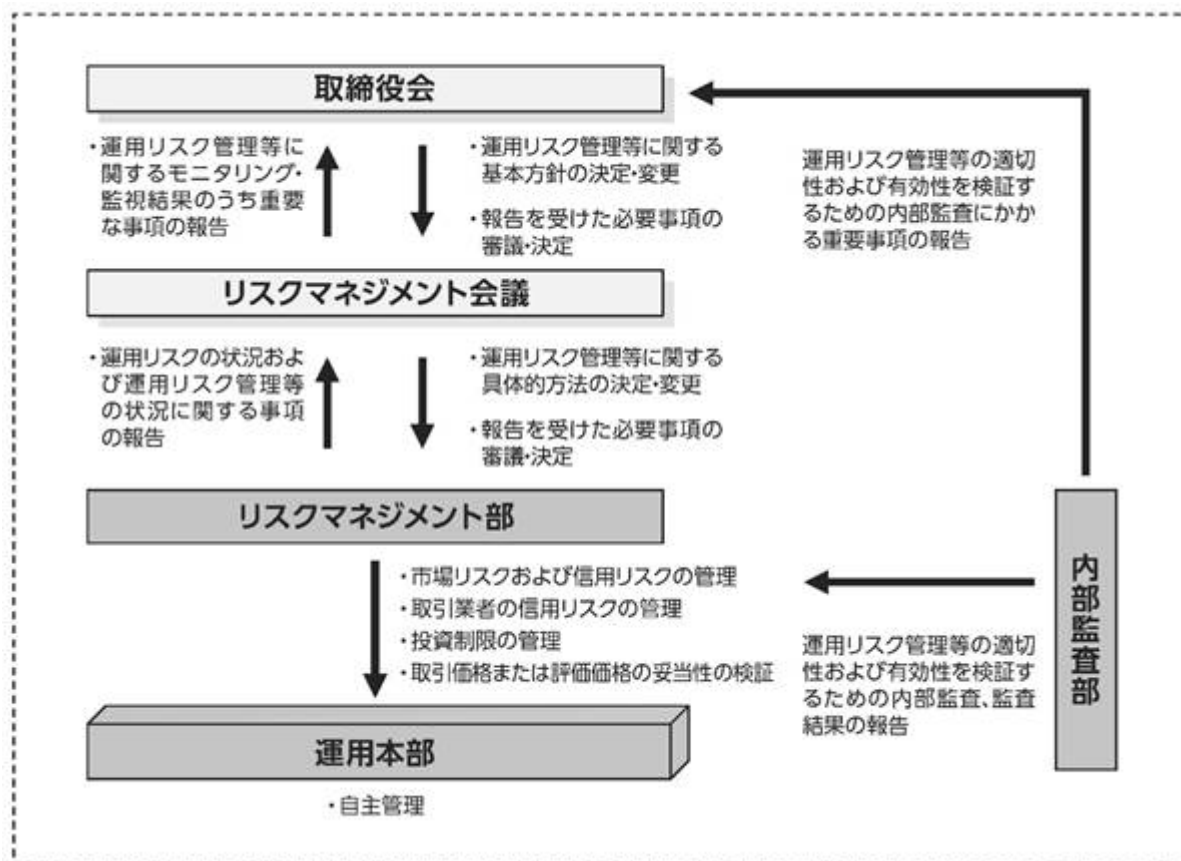 取締役会
・運用リスク管理等に
関するモニタリング・
監視結果のうち重要
な事項の報告
・運用リスク管理等に関する
基本方針の決定・変更
・報告を受けた必要事項の
審議・決定
運用リスク管理等の適切
性および有効性を検証す
るための内部監査にかか
る重要事項の報告
リスクマネジメント会議
・運用リスクの状況およ
び運用リスク管理等
の状況に関する事項
の報告
・運用リスク管理等に関する
具体的方法の決定・変更
・報告を受けた必要事項の
審議・決定
リスクマネジメント部
・市場リスクおよび信用リスクの管理
・取引業者の信用リスクの管理
・投資制限の管理
・取引価格または評価価格の妥当性の検証
内部監査部
運用リスク管理等の適切
性および有効性を検証す
るための内部監査、監査
結果の報告
運用本部
・自主管理